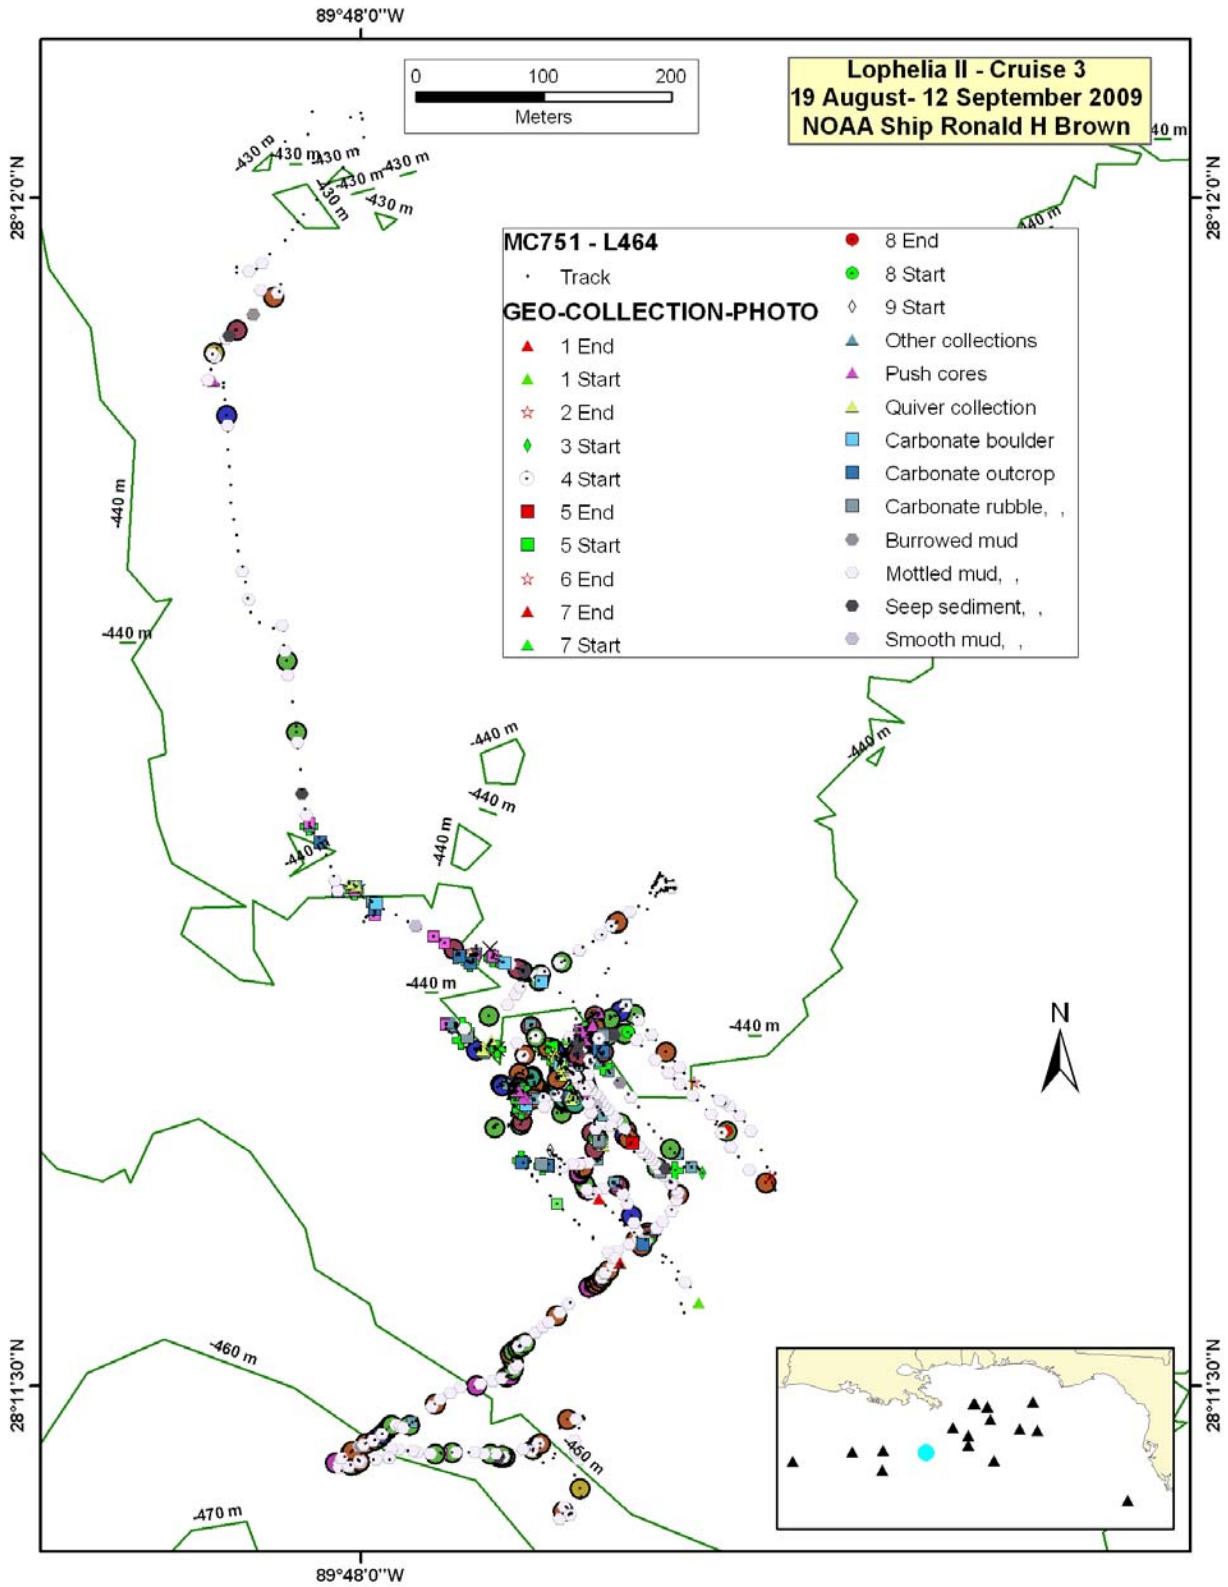 89°48'0"W
0 100 200
Meters
Lophelia II - Cruise 3
19 August- 12 September 2009
NOAA Ship Ronald H Brown
40 m
-430 m
-430 m
-430 m
-430 m
-430 m
-430 m
-430 m
28°12'0"N
28°12'0"N
-440 m
MC751 - L464
Track
GEO-COLLECTION-PHOTO
1 End
1 Start
2 End
3 Start
4 Start
5 End
5 Start
6 End
7 End
7 Start
8 End
8 Start
9 Start
Other collections
Push cores
Quiver collection
Carbonate boulder
Carbonate outcrop
Carbonate rubble, ,
Burrowed mud
Mottled mud, ,
Seep sediment, ,
Smooth mud, ,
-440 m
-440 m
-440 m
-440 m
-440 m
-440 m
-440 m
-440 m
-440 m
N
-460 m
28°11'30"N
28°11'30"N
-450 m
-470 m
89°48'0"W